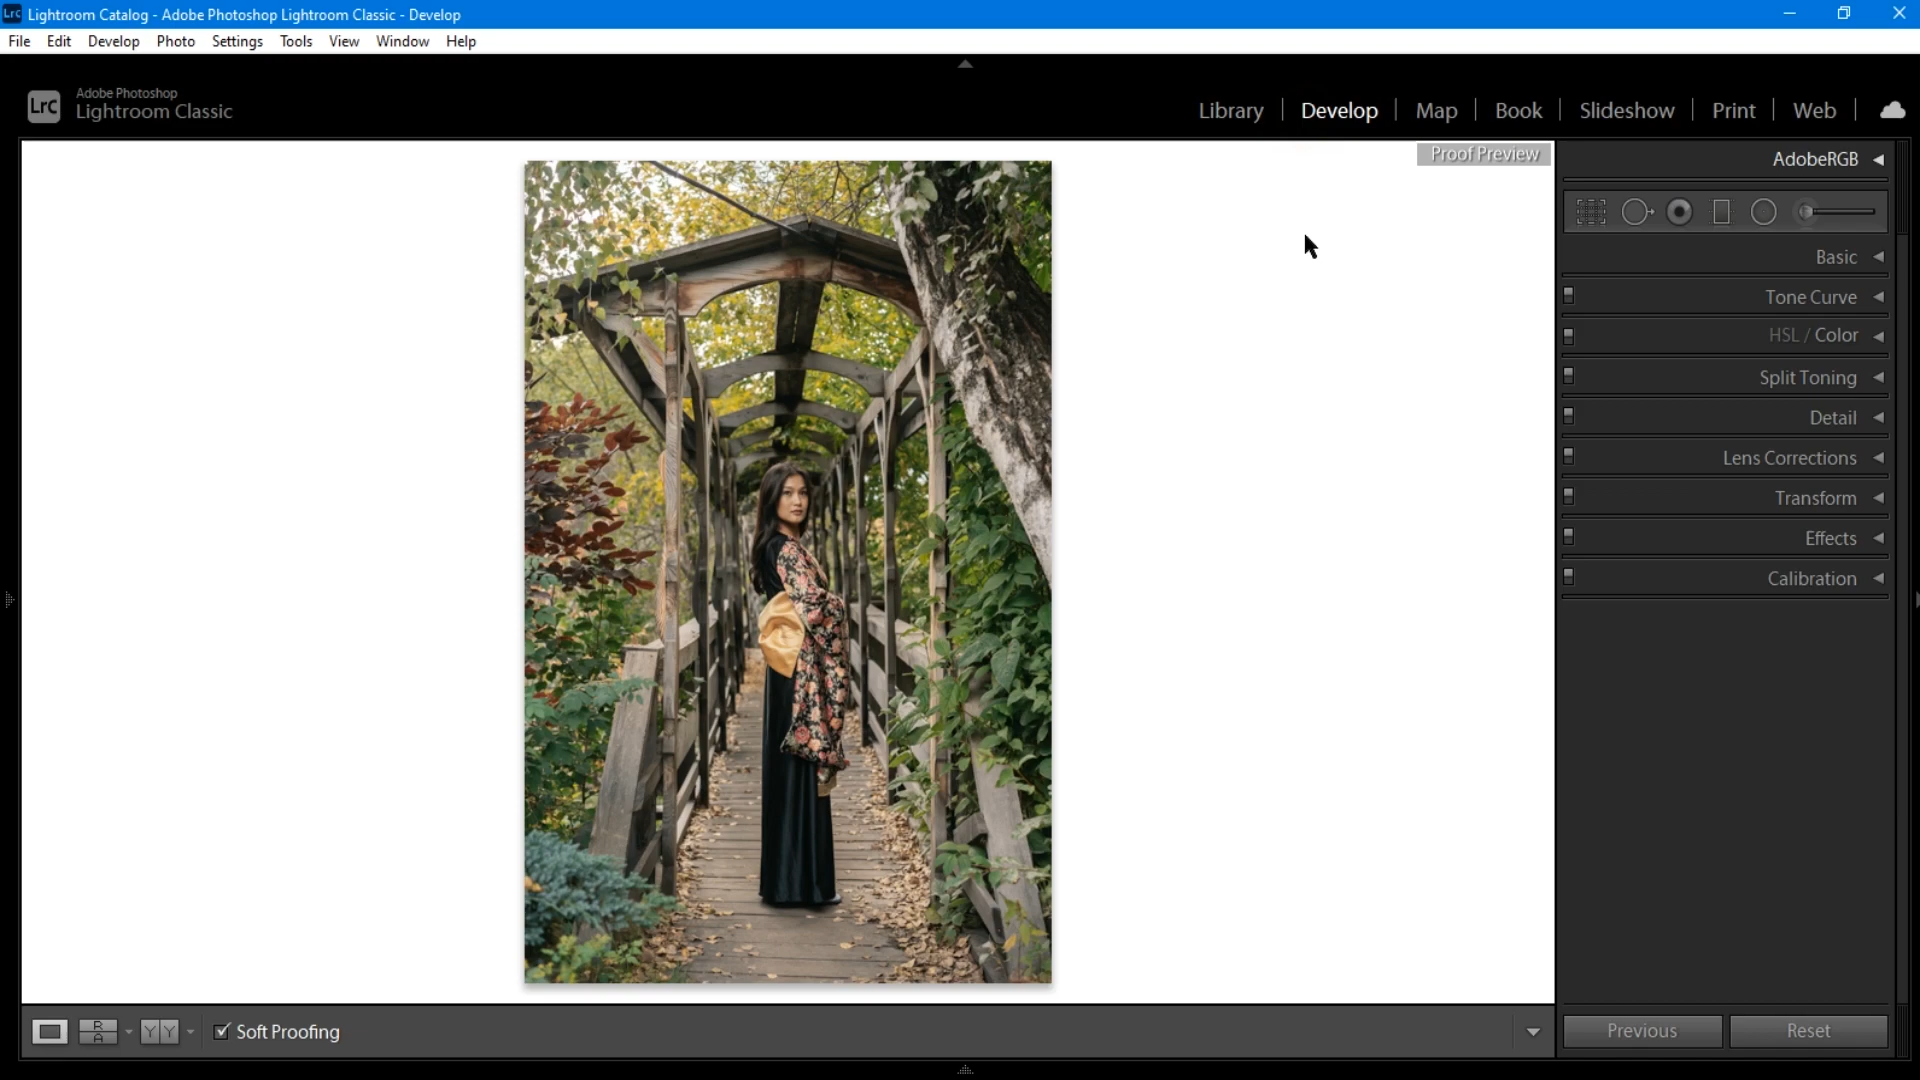 Lrc Lightroom Catalog - Adobe Photoshop Lightroom Classic - Develop
File Edit Develop Photo Settings Tools View Window Help
LrC
Adobe Photoshop
Lightroom Classic
Library | Develop | Map | Book | Slideshow | Print | Web |
Proof Preview
AdobeRGB
Basic
Tone Curve
HSL / Color
Split Toning
Detail
Lens Corrections
Transform
Effects
Calibration
R
A
Y Y
Soft Proofing
Previous
Reset